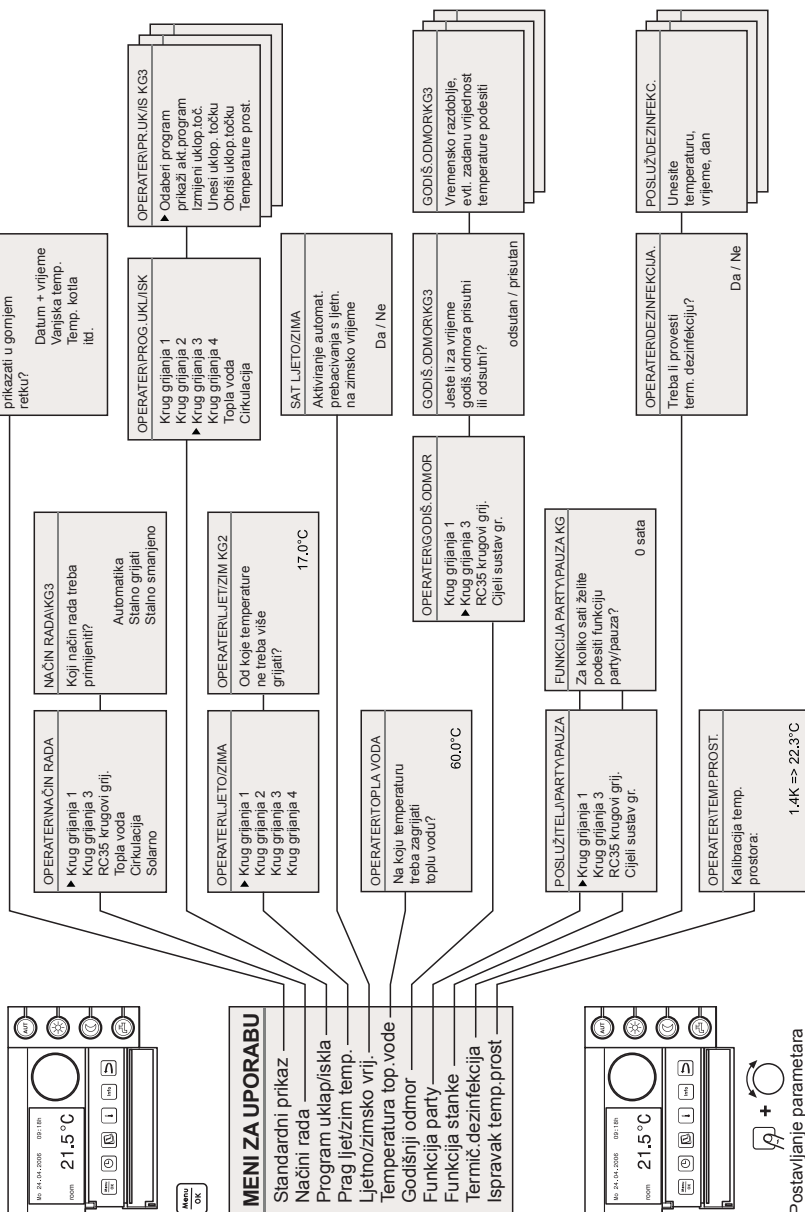 Mo 24.04.2006 09:18h
room 21.5 °C
Menu
OK
Info
AUT
Menu
OK
MENI ZA UPORABU
Standardni prikaz
Načini rada
Program uklap/iskla
Prag ljet/zim temp.
Ljetno/zimsko vrij.
Temperatura top.vode
Godišnji odmor
Funkcija party
Funkcija stanke
Termič.dezinfekcija
Ispravak temp.prost
prikazati u gornjem
retku?
Datum + vrijeme
Vanjska temp.
Temp. kotla
itd.
OPERATER\NAČIN RADA
Krug grijanja 1
Krug grijanja 3
RC35 krugovi grij.
Topla voda
Cirkulacija
Solarno
NAČIN RADA\KG3
Koji način rada treba
primijeniti?
Automatika
Stalno grijati
Stalno smanjeno
OPERATER\PROG.UKL/ISK
Krug grijanja 1
Krug grijanja 2
Krug grijanja 3
Krug grijanja 4
Topla voda
Cirkulacija
OPERATER\PR.UK/IS KG3
Odaberi program
prikaži akt.program
Izmijeni uklop.toč.
Unesi uklop. točku
Obriši uklop.točku
Temperature prost.
OPERATER\LJETO/ZIMA
Krug grijanja 1
Krug grijanja 2
Krug grijanja 3
Krug grijanja 4
OPERATER\LJET/ZIM KG2
Od koje temperature
ne treba više
grijati?
17.0°C
SAT LJETO/ZIMA
Aktiviranje automat.
prebacivanja s ljetn.
na zimsko vrijeme
Da / Ne
OPERATER\TOPLA VODA
Na koju temperaturu
treba zagrijati
toplu vodu?
60.0°C
OPERATER\GODIŠ.ODMOR
Krug grijanja 1
Krug grijanja 3
RC35 krugovi grij.
Cijeli sustav gr.
GODIŠ.ODMOR\KG3
Jeste li za vrijeme
godiš.odmora prisutni
ili odsutni?
odsutan / prisutan
GODIŠ.ODMOR\KG3
Vremensko razdoblje,
evtl. zadanu vrijednost
temperature podesiti
POSLUŽITELJ\PARTY\PAUZA
Krug grijanja 1
Krug grijanja 3
RC35 krugovi grij.
Cijeli sustav gr.
FUNKCIJA PARTY\PAUZA KG
Za koliko sati želite
podesiti funkciju
party/pauza?
0 sata
OPERATER\DEZINFEKCIJA.
Treba li provesti
term. dezinfekciju?
Da / Ne
POSLUŽ\DEZINFEKC.
Unesite
temperaturu,
vrijeme, dan
OPERATER\TEMP.PROST.
Kalibracija temp.
prostora:
1.4K => 22.3°C
Mo 24.04.2006 09:18h
room 21.5 °C
Menu
OK
Info
AUT
+
Postavljanje parametara